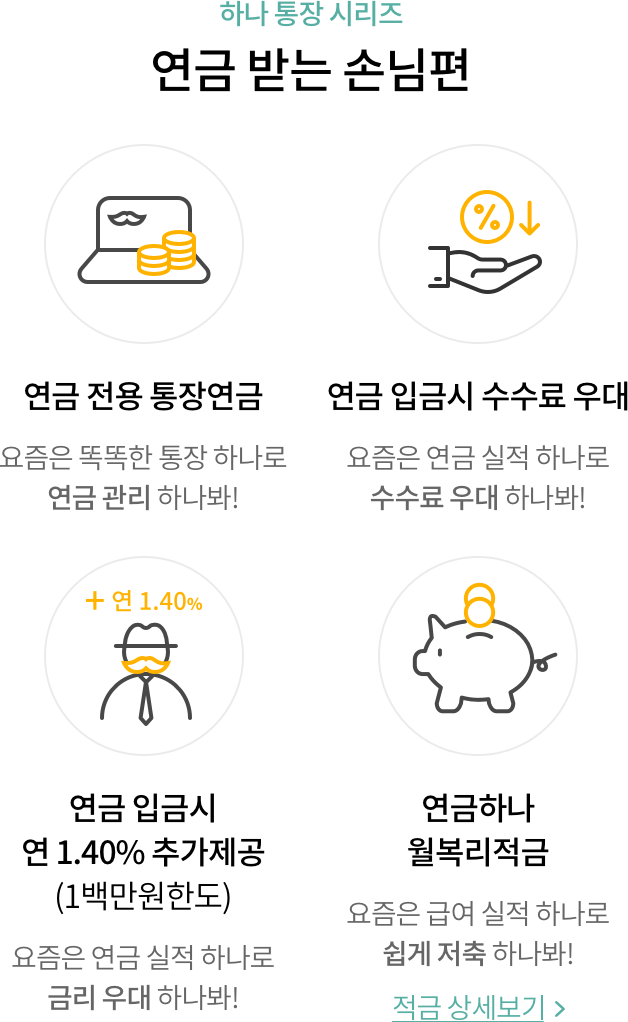 하나 통장 시리즈
연금 받는 손님편
연금 전용 통장연금
요즘은 똑똑한 통장 하나로
연금 관리 하나봐!
연금 입금시 수수료 우대
요즘은 연금 실적 하나로
수수료 우대 하나봐!
+ 연 1.40%
연금 입금시
연 1.40% 추가제공
(1백만원한도)
요즘은 연금 실적 하나로
금리 우대 하나봐!
%
연금하나
월복리적금
요즘은 급여 실적 하나로
쉽게 저축 하나봐!
적금 상세보기 >